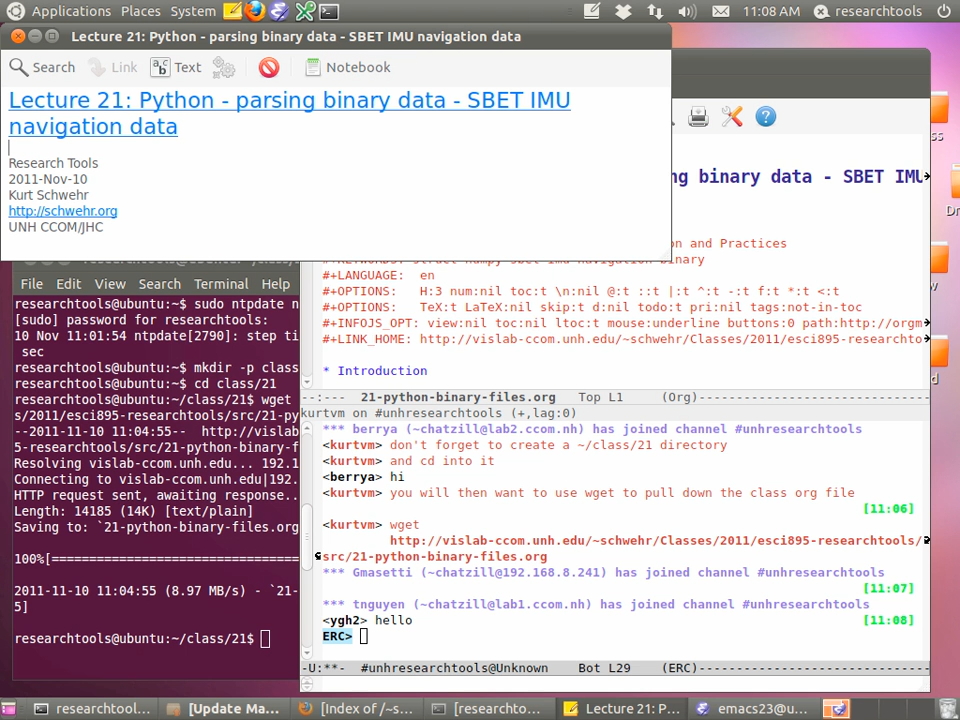 Applications Places System 11:08 AM researchtools
Lecture 21: Python - parsing binary data - SBET IMU navigation data
Search Link Text Notebook
Lecture 21: Python - parsing binary data - SBET IMU
navigation data
Research Tools
2011-Nov-10
Kurt Schwehr
http://schwehr.org
UNH CCOM/JHC
File Edit View Search Terminal Help
researchtools@ubuntu:~$ sudo ntpdate n
[sudo] password for researchtools:
10 Nov 11:01:54 ntpdate[2790]: step ti
sec
researchtools@ubuntu:~$ mkdir -p class
researchtools@ubuntu:~$ cd class/21
researchtools@ubuntu:~/class/21$ wget
s/2011/esci895-researchtools/src/21-py
--2011-11-10 11:04:55-- http://vislab
5-researchtools/src/21-python-binary-f
Resolving vislab-ccom.unh.edu... 192.1
Connecting to vislab-ccom.unh.edu|192.
HTTP request sent, awaiting response..
Length: 14185 (14K) [text/plain]
Saving to: `21-python-binary-files.org
100%[===============================
2011-11-10 11:04:55 (8.97 MB/s) - `21-
5]
researchtools@ubuntu:~/class/21$
ng binary data - SBET IMU
on and Practices
#+LANGUAGE: en
#+OPTIONS: H:3 num:nil toc:t \n:nil @:t ::t |:t ^:t -:t f:t *:t <:t
#+OPTIONS: TeX:t LaTeX:nil skip:t d:nil todo:t pri:nil tags:not-in-toc
#+INFOJS_OPT: view:nil toc:nil ltoc:t mouse:underline buttons:0 path:http://orgm
#+LINK_HOME: http://vislab-ccom.unh.edu/~schwehr/Classes/2011/esci895-researchto
* Introduction
--:--- 21-python-binary-files.org Top L1 (Org)
kurtvm on #unhresearchtools (+,lag:0)
*** berrya (~chatzill@lab2.ccom.nh) has joined channel #unhresearchtools
<kurtvm> don't forget to create a ~/class/21 directory
<kurtvm> and cd into it
<berrya> hi
<kurtvm> you will then want to use wget to pull down the class org file
[11:06]
<kurtvm> wget
http://vislab-ccom.unh.edu/~schwehr/Classes/2011/esci895-researchtools/
src/21-python-binary-files.org
*** Gmasetti (~chatzill@192.168.8.241) has joined channel #unhresearchtools
[11:07]
*** tnguyen (~chatzill@lab1.ccom.nh) has joined channel #unhresearchtools
<ygh2> hello [11:08]
ERC>
-U:**- #unhresearchtools@Unknown Bot L29 (ERC)
researchtool... [Update Ma... [Index of /~s... [researchto... Lecture 21: P... emacs23@u...